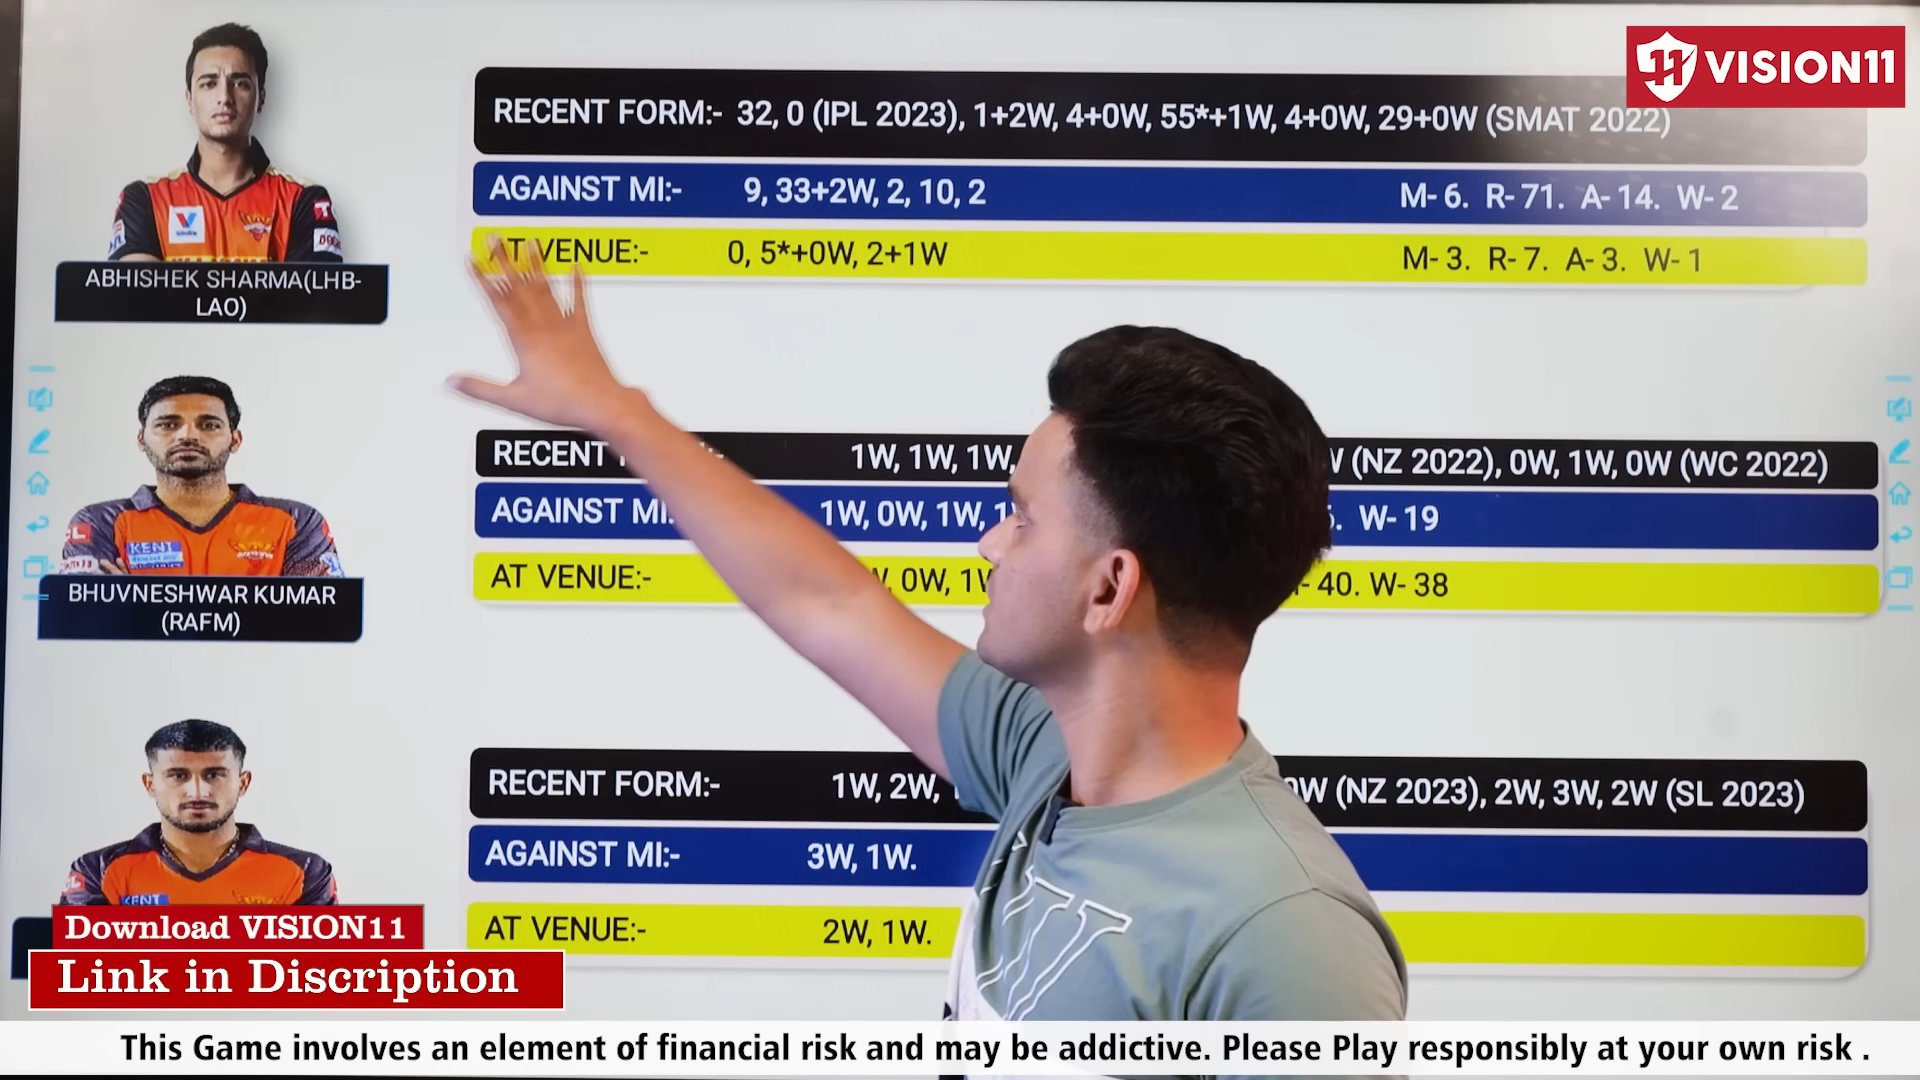 VISION11
RECENT FORM:- 32, 0 (IPL 2023), 1+2W, 4+0W, 55*+1W, 4+0W, 29+0W (SMAT 2022)
AGAINST MI:- 9, 33+2W, 2, 10, 2 M- 6. R- 71. A- 14. W- 2
AT VENUE:- 0, 5*+0W, 2+1W M- 3. R- 7. A- 3. W- 1
ABHISHEK SHARMA(LHB-
LAO)
RECENT 1W, 1W, 1W, (NZ 2022), 0W, 1W, 0W (WC 2022)
AGAINST MI 1W, 0W, 1W, W- 19
AT VENUE:- 0W, 40. W- 38
KENT
BHUVNESHWAR KUMAR
(RAFM)
RECENT FORM:- 1W, 2W, (NZ 2023), 2W, 3W, 2W (SL 2023)
AGAINST MI:- 3W, 1W.
AT VENUE:- 2W, 1W.
Download VISION11
Link in Discription
This Game involves an element of financial risk and may be addictive. Please Play responsibly at your own risk .